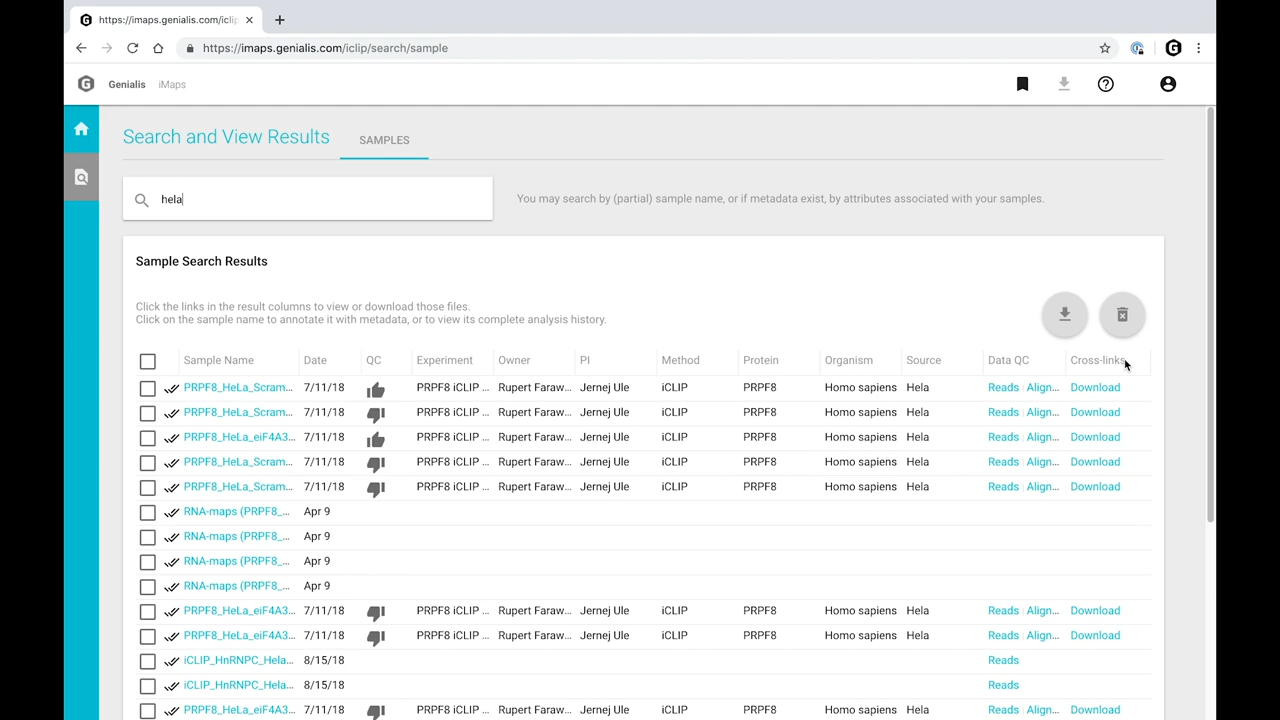 https://imaps.genialis.com/iclip
https://imaps.genialis.com/iclip/search/sample
Genialis iMaps
Search and View Results SAMPLES
hela
You may search by (partial) sample name, or if metadata exist, by attributes associated with your samples.
Sample Search Results
Click the links in the result columns to view or download those files.
Click on the sample name to annotate it with metadata, or to view its complete analysis history.
Sample Name Date QC Experiment Owner PI Method Protein Organism Source Data QC Cross-links
PRPF8_HeLa_Scram... 7/11/18 PRPF8 iCLIP ... Rupert Faraw... Jernej Ule iCLIP PRPF8 Homo sapiens Hela Reads Align... Download
PRPF8_HeLa_Scram... 7/11/18 PRPF8 iCLIP ... Rupert Faraw... Jernej Ule iCLIP PRPF8 Homo sapiens Hela Reads Align... Download
PRPF8_HeLa_eiF4A3... 7/11/18 PRPF8 iCLIP ... Rupert Faraw... Jernej Ule iCLIP PRPF8 Homo sapiens Hela Reads Align... Download
PRPF8_HeLa_Scram... 7/11/18 PRPF8 iCLIP ... Rupert Faraw... Jernej Ule iCLIP PRPF8 Homo sapiens Hela Reads Align... Download
PRPF8_HeLa_Scram... 7/11/18 PRPF8 iCLIP ... Rupert Faraw... Jernej Ule iCLIP PRPF8 Homo sapiens Hela Reads Align... Download
RNA-maps (PRPF8_... Apr 9
RNA-maps (PRPF8_... Apr 9
RNA-maps (PRPF8_... Apr 9
RNA-maps (PRPF8_... Apr 9
PRPF8_HeLa_eiF4A3... 7/11/18 PRPF8 iCLIP ... Rupert Faraw... Jernej Ule iCLIP PRPF8 Homo sapiens Hela Reads Align... Download
PRPF8_HeLa_eiF4A3... 7/11/18 PRPF8 iCLIP ... Rupert Faraw... Jernej Ule iCLIP PRPF8 Homo sapiens Hela Reads Align... Download
iCLIP_HnRNPC_Hela... 8/15/18 Reads
iCLIP_HnRNPC_Hela... 8/15/18 Reads
PRPF8_HeLa_eiF4A3... 7/11/18 PRPF8 iCLIP ... Rupert Faraw... Jernej Ule iCLIP PRPF8 Homo sapiens Hela Reads Align... Download